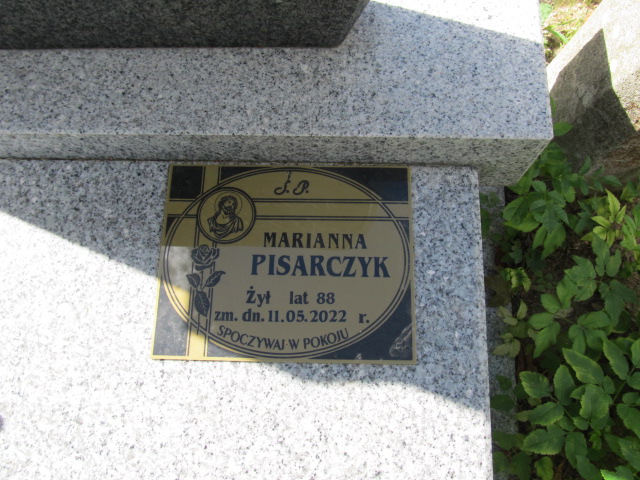 Ś. P.
MARIANNA
PISARCZYK
Żył lat 88
zm. dn. 11.05.2022 r.
SPOCZYWAJ W POKOJU